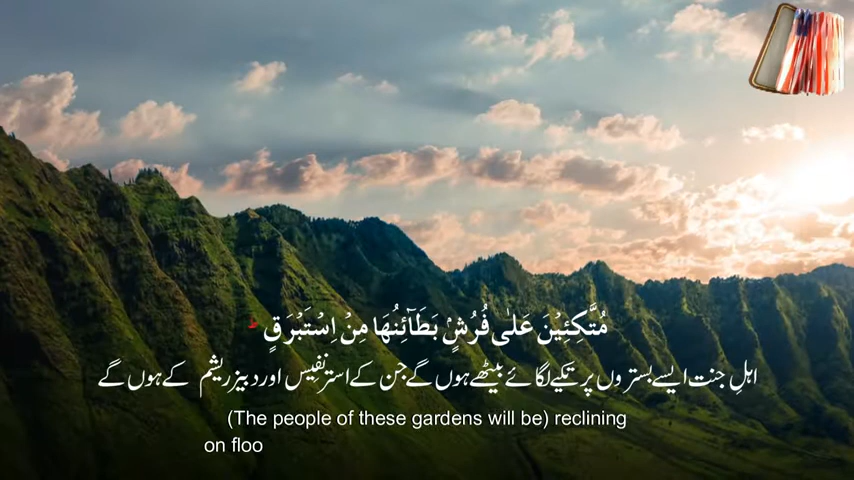 مُتَّكِـِٕيْنَ عَلٰى فُرُشٍۭ بَطَآئِنُهَا مِنْ اِسْتَبْرَقٍ ؕ
اہلِ جنت ایسے بستروں پر تکیے لگائے بیٹھے ہوں گے جن کے استر نفیس اور دبیز ریشم کے ہوں گے
(The people of these gardens will be) reclining
on floo